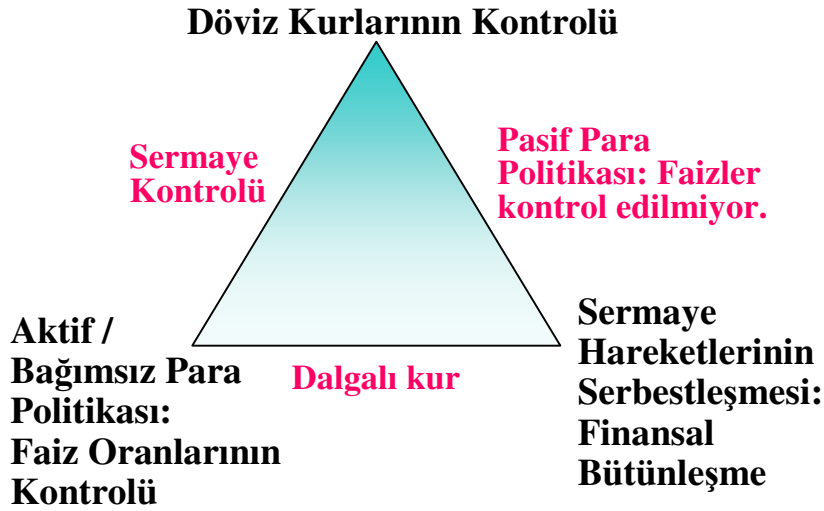 Döviz Kurlarının Kontrolü
Sermaye
Kontrolü
Pasif Para
Politikası: Faizler
kontrol edilmiyor.
Aktif /
Bağımsız Para
Politikası:
Faiz Oranlarının
Kontrolü
Dalgalı kur
Sermaye
Hareketlerinin
Serbestleşmesi:
Finansal
Bütünleşme